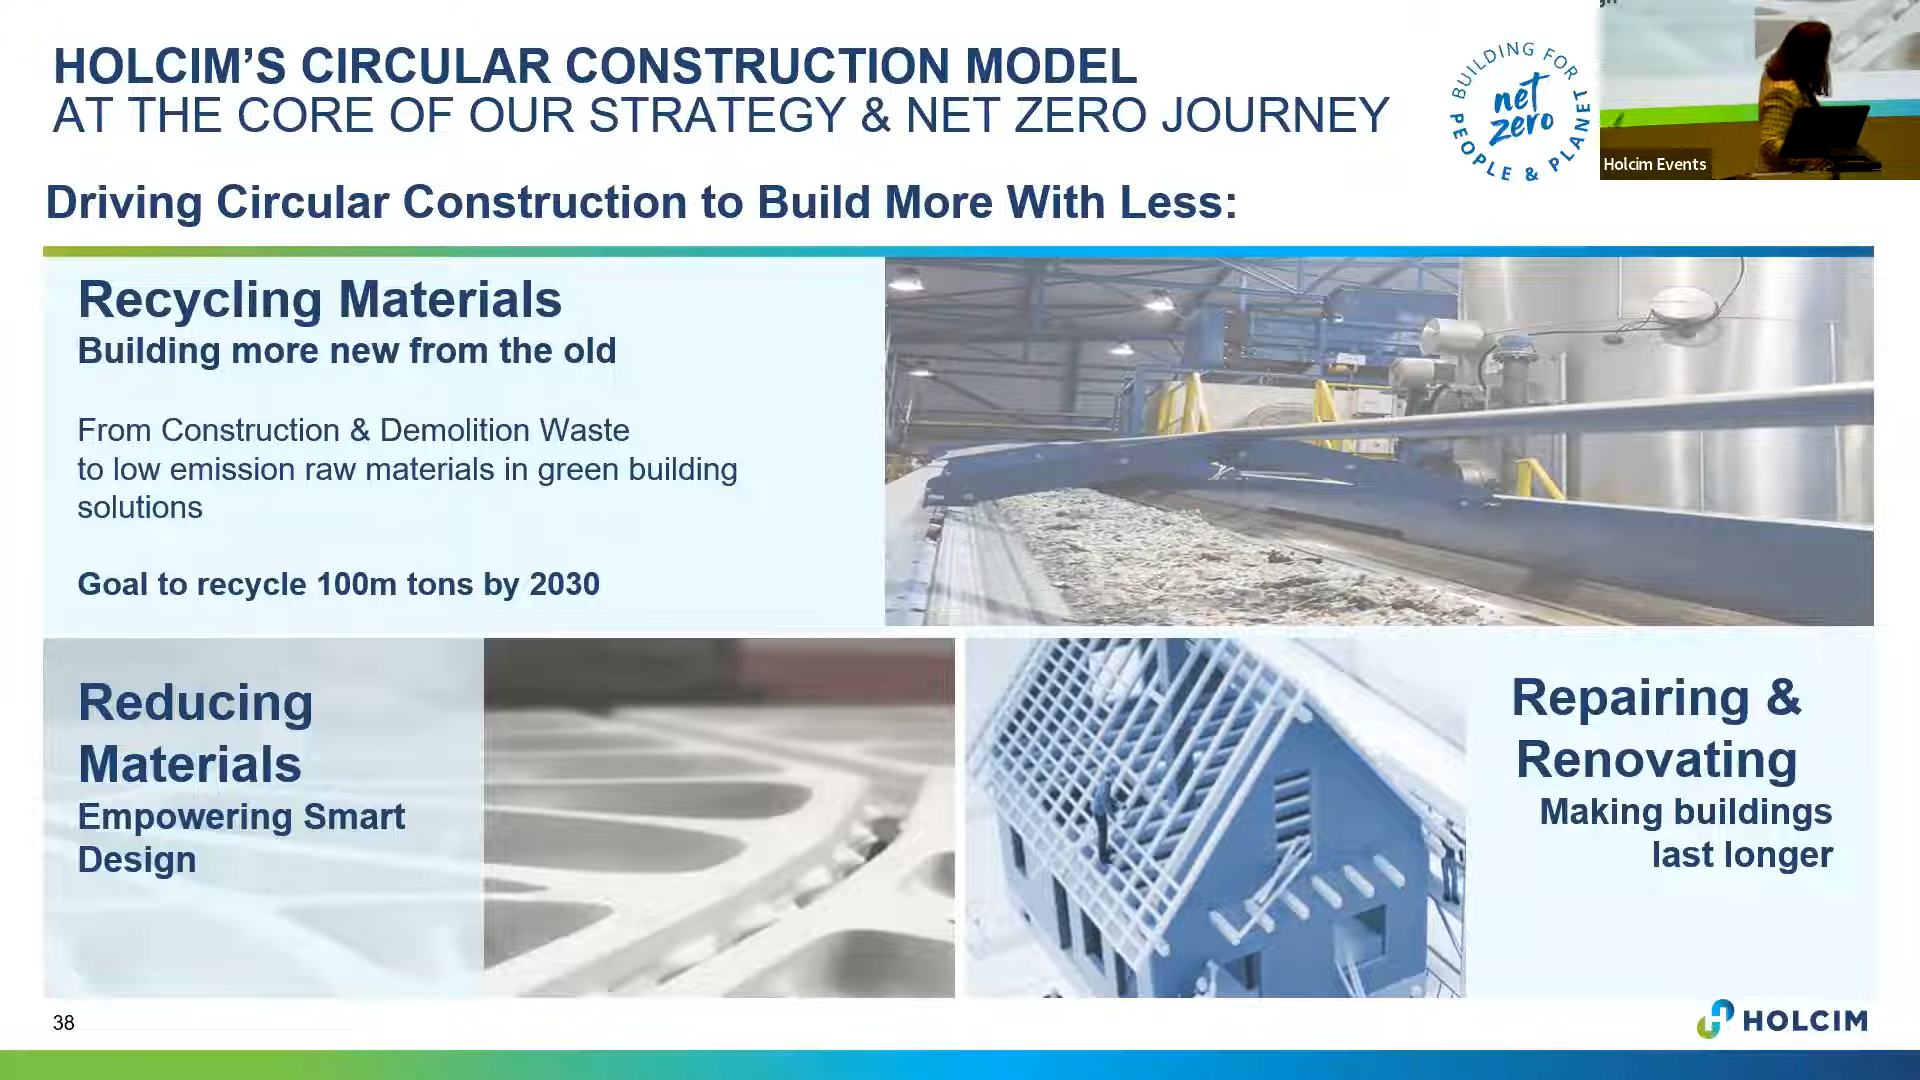 HOLCIM’S CIRCULAR CONSTRUCTION MODEL
AT THE CORE OF OUR STRATEGY & NET ZERO JOURNEY
BUILDING FOR PEOPLE & PLANET
net
zero
Holcim Events
Driving Circular Construction to Build More With Less:
Recycling Materials
Building more new from the old
From Construction & Demolition Waste
to low emission raw materials in green building
solutions
Goal to recycle 100m tons by 2030
Reducing
Materials
Empowering Smart
Design
Repairing &
Renovating
Making buildings
last longer
38
HOLCIM